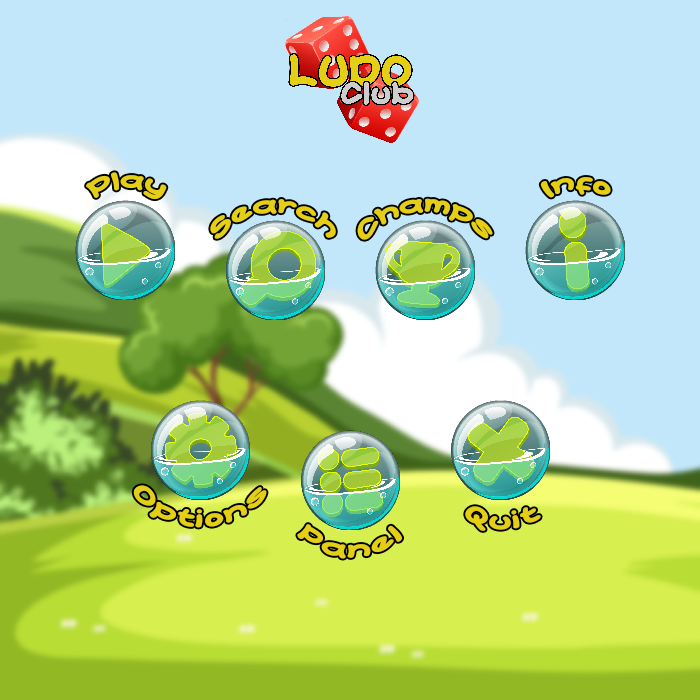 LUDO
Club
Play
Search
Champs
Info
Options
Panel
Quit